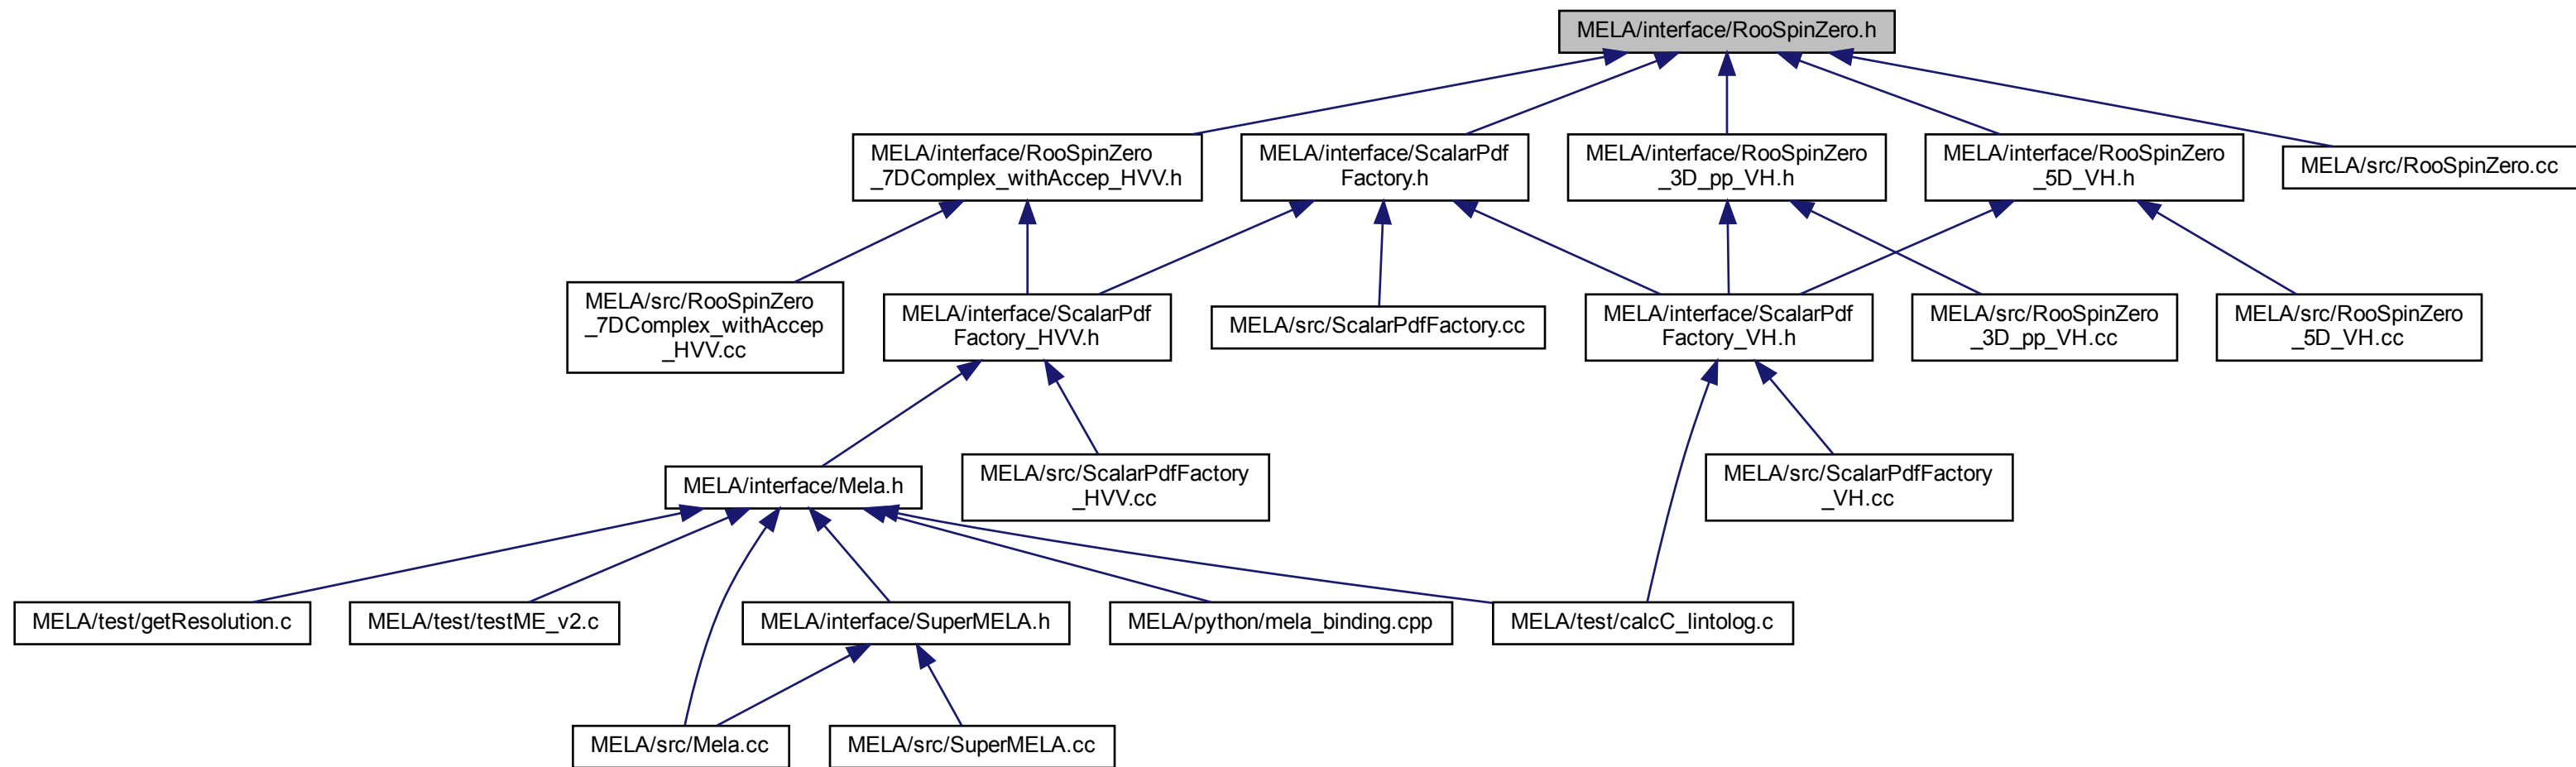 MELA/interface/RooSpinZero.h
MELA/interface/RooSpinZero
_7DComplex_withAccep_HVV.h
MELA/interface/ScalarPdf
Factory.h
MELA/interface/RooSpinZero
_3D_pp_VH.h
MELA/interface/RooSpinZero
_5D_VH.h
MELA/src/RooSpinZero.cc
MELA/src/RooSpinZero
_7DComplex_withAccep
_HVV.cc
MELA/interface/ScalarPdf
Factory_HVV.h
MELA/src/ScalarPdfFactory.cc
MELA/interface/ScalarPdf
Factory_VH.h
MELA/src/RooSpinZero
_3D_pp_VH.cc
MELA/src/RooSpinZero
_5D_VH.cc
MELA/interface/Mela.h
MELA/src/ScalarPdfFactory
_HVV.cc
MELA/src/ScalarPdfFactory
_VH.cc
MELA/test/getResolution.c
MELA/test/testME_v2.c
MELA/interface/SuperMELA.h
MELA/python/mela_binding.cpp
MELA/test/calcC_lintolog.c
MELA/src/Mela.cc
MELA/src/SuperMELA.cc